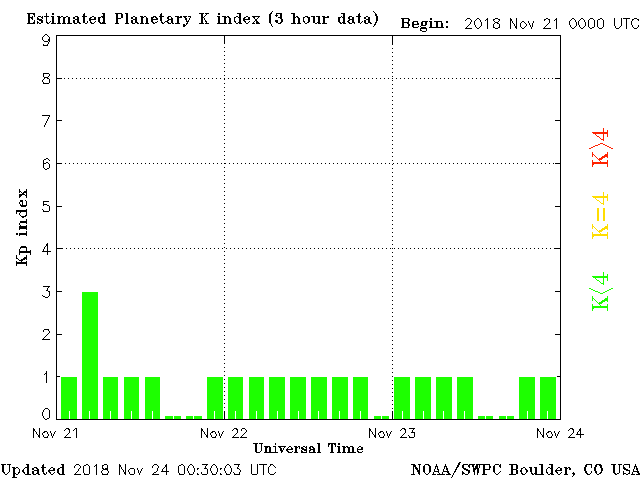 Estimated Planetary K index (3 hour data) Begin: 2018 Nov 21 0000 UTC
9
8
7
6
5
4
3
2
1
0
Kp index
K>4
K=4
K<4
Nov 21 Nov 22 Nov 23 Nov 24
Universal Time
Updated 2018 Nov 24 00:30:03 UTC NOAA/SWPC Boulder, CO USA